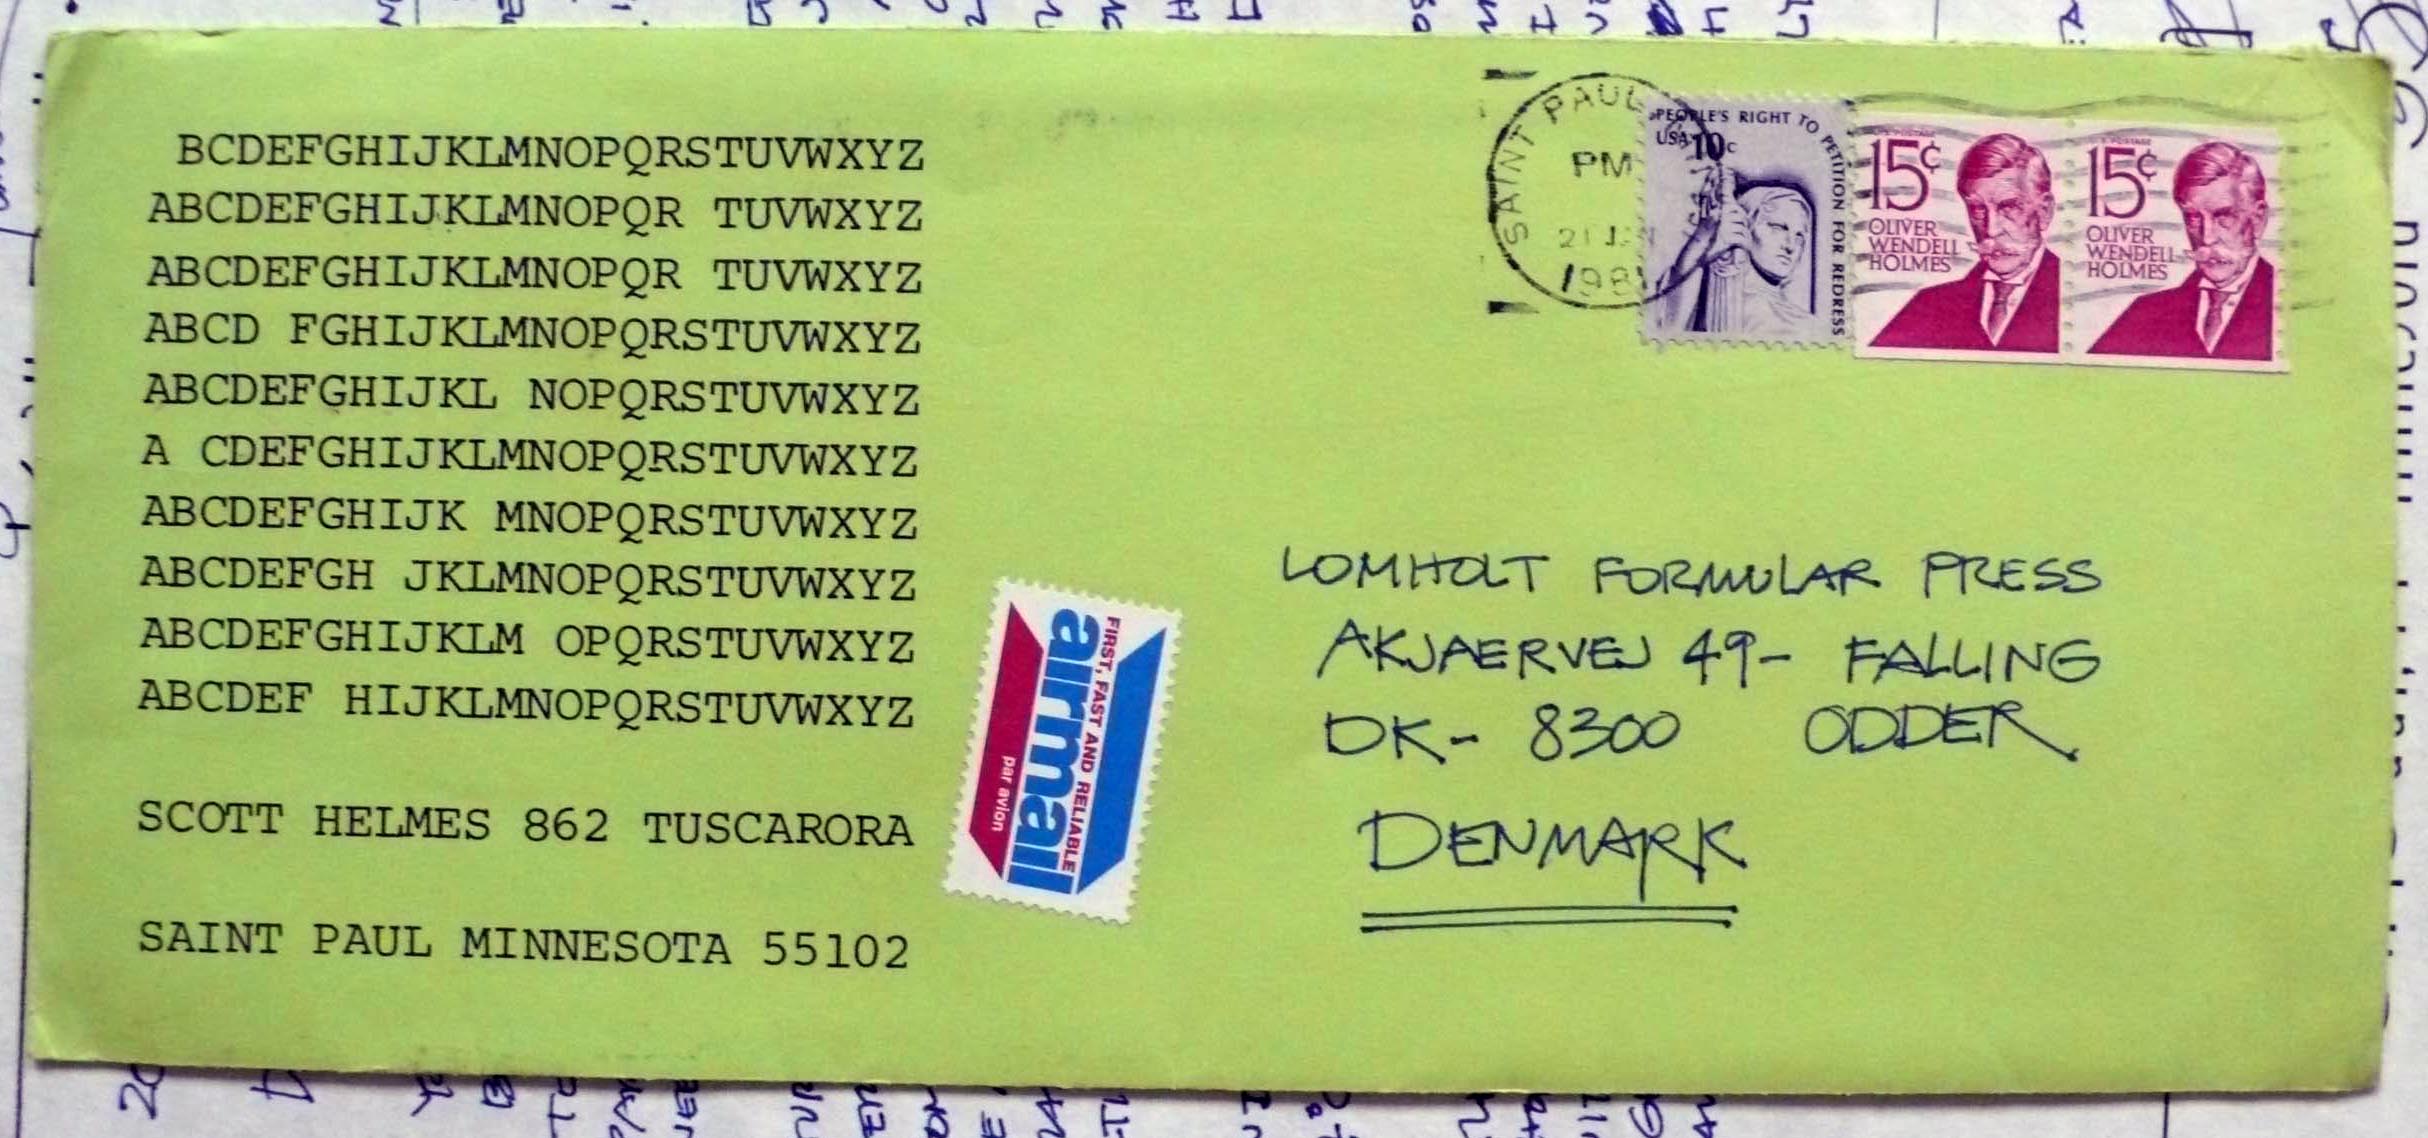 BCDEFGHIJKLMNOPQRSTUVWXYZ
ABCDEFGHIJKLMNOPQR TUVWXYZ
ABCDEFGHIJKLMNOPQR TUVWXYZ
ABCD FGHIJKLMNOPQRSTUVWXYZ
ABCDEFGHIJKL NOPQRSTUVWXYZ
A CDEFGHIJKLMNOPQRSTUVWXYZ
ABCDEFGHIJK MNOPQRSTUVWXYZ
ABCDEFGH JKLMNOPQRSTUVWXYZ
ABCDEFGHIJKLM OPQRSTUVWXYZ
ABCDEF HIJKLMNOPQRSTUVWXYZ
SCOTT HELMES 862 TUSCARORA
SAINT PAUL MINNESOTA 55102
FIRST, FAST AND RELIABLE
airmail
par avion
SAINT PAUL
PM
21
PEOPLE'S RIGHT TO PETITION FOR REDRESS
USA 10c
15¢
OLIVER
WENDELL
HOLMES
15¢
OLIVER
WENDELL
HOLMES
LOMHOLT FORMULAR PRESS
AKJAERVEJ 49- FALLING
DK- 8300 ODDER
DENMARK